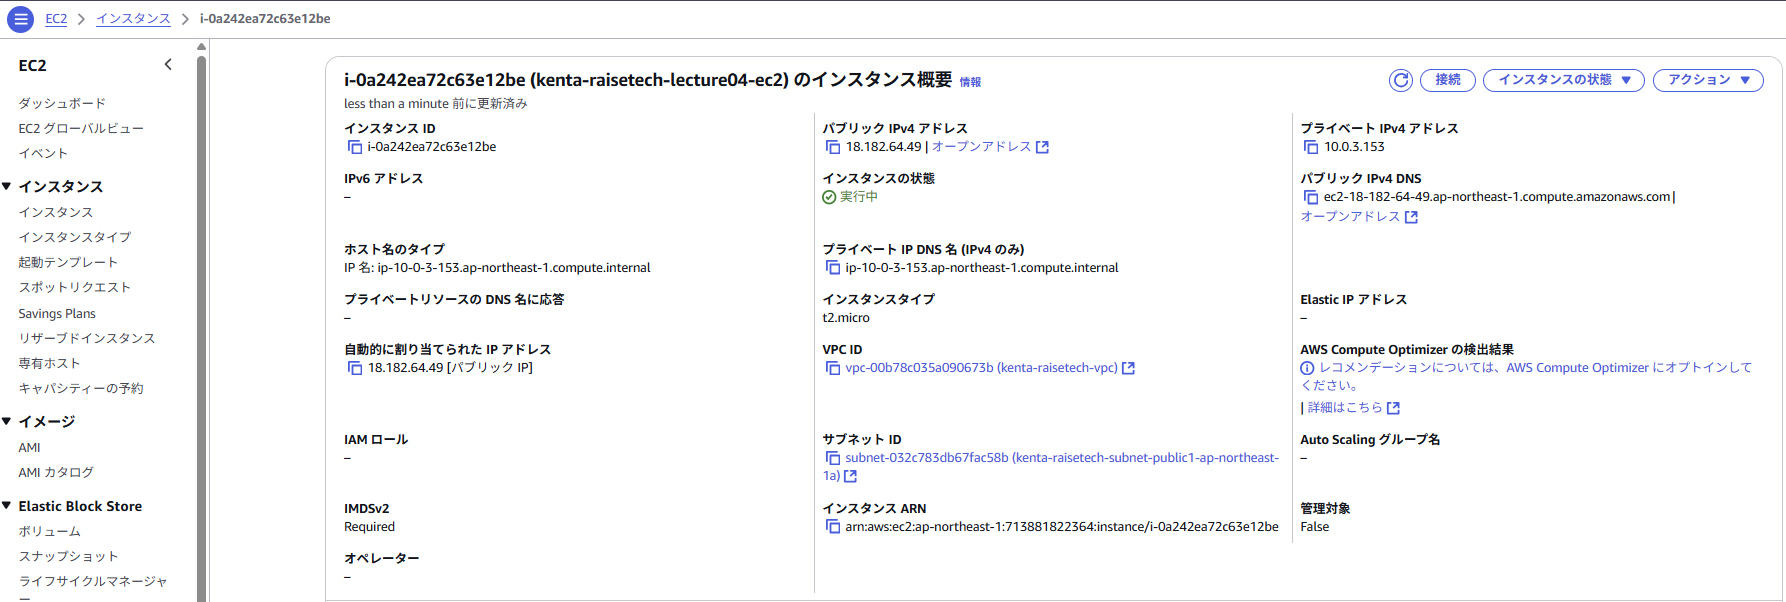 EC2 > インスタンス > i-0a242ea72c63e12be
EC2
ダッシュボード
EC2 グローバルビュー
イベント
インスタンス
インスタンス
インスタンスタイプ
起動テンプレート
スポットリクエスト
Savings Plans
リザーブドインスタンス
専有ホスト
キャパシティーの予約
イメージ
AMI
AMI カタログ
Elastic Block Store
ボリューム
スナップショット
ライフサイクルマネージャ
ー
i-0a242ea72c63e12be (kenta-raisetech-lecture04-ec2) のインスタンス概要 情報
less than a minute 前に更新済み
接続
インスタンスの状態
アクション
インスタンス ID
i-0a242ea72c63e12be
パブリック IPv4 アドレス
18.182.64.49 | オープンアドレス
プライベート IPv4 アドレス
10.0.3.153
IPv6 アドレス
–
インスタンスの状態
実行中
パブリック IPv4 DNS
ec2-18-182-64-49.ap-northeast-1.compute.amazonaws.com |
オープンアドレス
ホスト名のタイプ
IP 名: ip-10-0-3-153.ap-northeast-1.compute.internal
プライベート IP DNS 名 (IPv4 のみ)
ip-10-0-3-153.ap-northeast-1.compute.internal
プライベートリソースの DNS 名に応答
–
インスタンスタイプ
t2.micro
Elastic IP アドレス
–
自動的に割り当てられた IP アドレス
18.182.64.49 [パブリック IP]
VPC ID
vpc-00b78c035a090673b (kenta-raisetech-vpc)
AWS Compute Optimizer の検出結果
レコメンデーションについては、AWS Compute Optimizer にオプトインして
ください。
| 詳細はこちら
IAM ロール
–
サブネット ID
subnet-032c783db67fac58b (kenta-raisetech-subnet-public1-ap-northeast-
1a)
Auto Scaling グループ名
–
IMDSv2
Required
インスタンス ARN
arn:aws:ec2:ap-northeast-1:713881822364:instance/i-0a242ea72c63e12be
管理対象
False
オペレーター
–